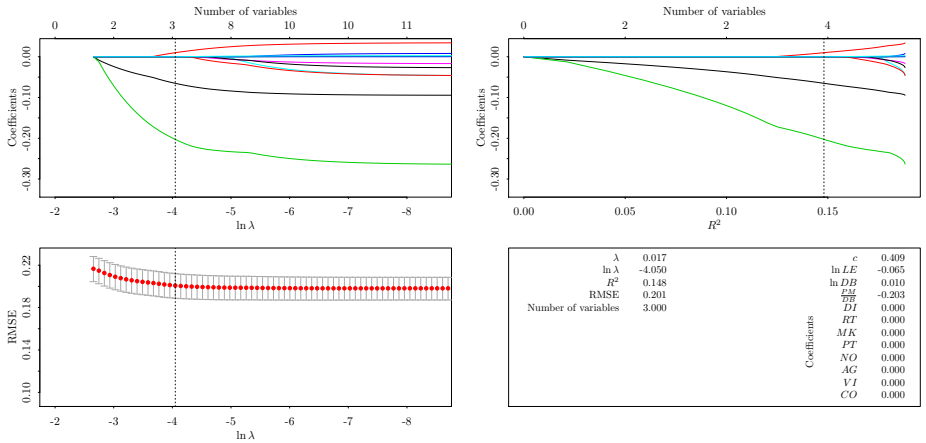 Number of variables
0 2 3 8 10 10 11
Coefficients
0.00
-0.10
-0.20
-0.30
-2 -3 -4 -5 -6 -7 -8
ln λ
Number of variables
0 2 2 4
Coefficients
0.00
-0.10
-0.20
-0.30
0.00 0.05 0.10 0.15
R²
RMSE
0.22
0.18
0.14
0.10
-2 -3 -4 -5 -6 -7 -8
ln λ
λ 0.017
ln λ -4.050
R² 0.148
RMSE 0.201
Number of variables 3.000
Coefficients
c 0.409
ln LE -0.065
ln DB 0.010
PM/DB -0.203
DI 0.000
RT 0.000
MK 0.000
PT 0.000
NO 0.000
AG 0.000
VI 0.000
CO 0.000